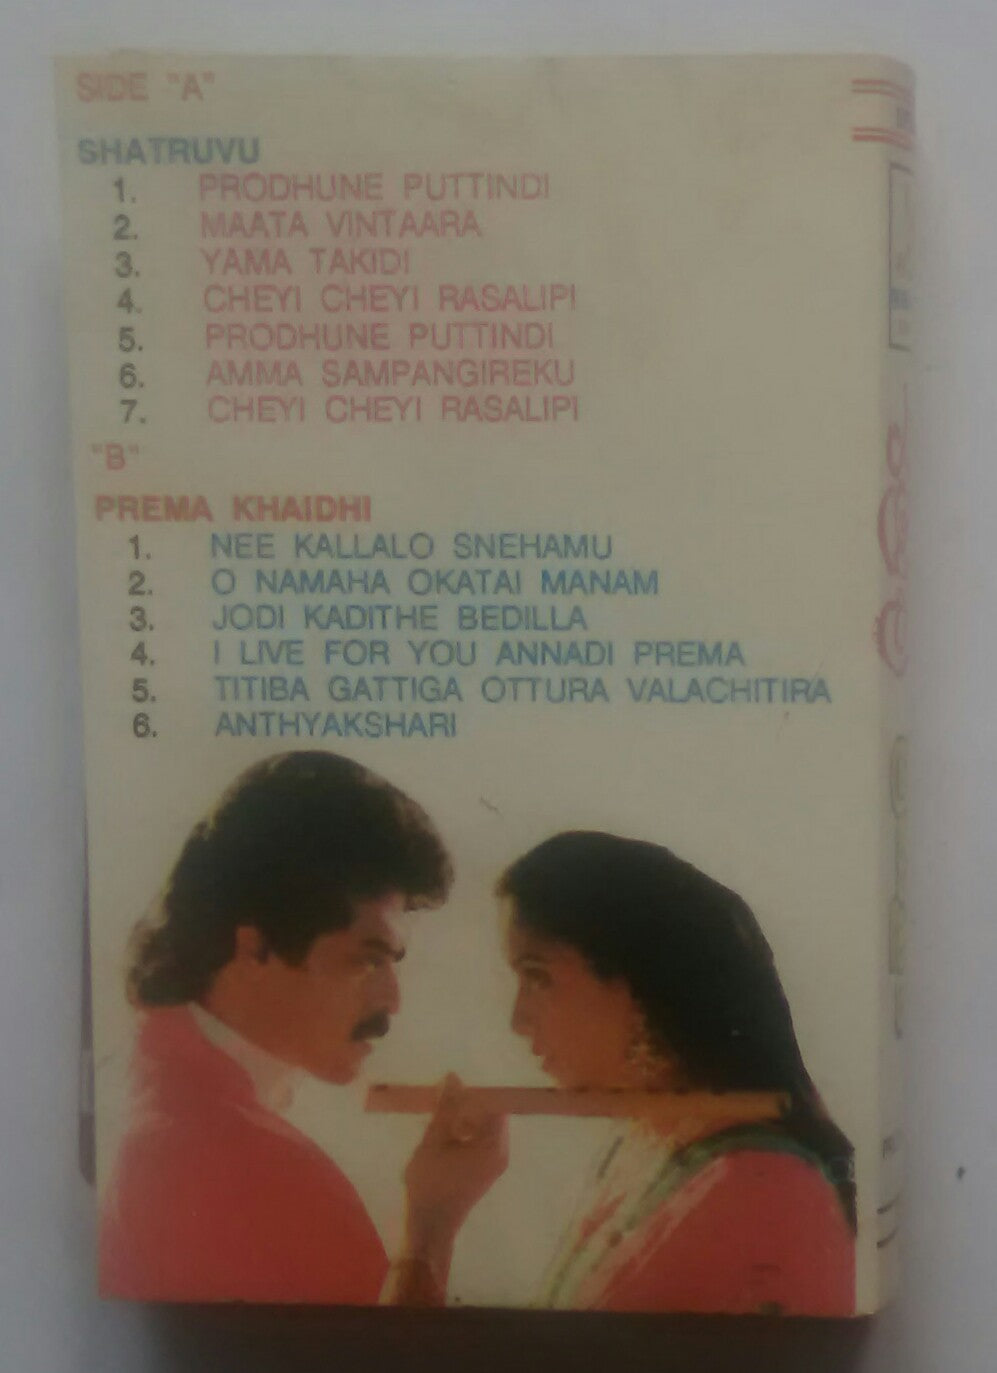 SIDE "A"
SHATRUVU
1. PRODHUNE PUTTINDI
2. MAATA VINTAARA
3. YAMA TAKIDI
4. CHEYI CHEYI RASALIPI
5. PRODHUNE PUTTINDI
6. AMMA SAMPANGIREKU
7. CHEYI CHEYI RASALIPI
"B"
PREMA KHAIDHI
1. NEE KALLALO SNEHAMU
2. O NAMAHA OKATAI MANAM
3. JODI KADITHE BEDILLA
4. I LIVE FOR YOU ANNADI PREMA
5. TITIBA GATTIGA OTTURA VALACHITIRA
6. ANTHYAKSHARI